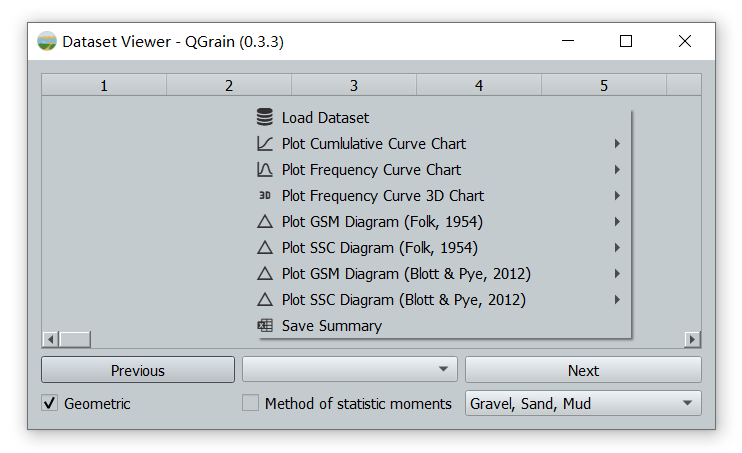 Dataset Viewer - QGrain (0.3.3)
1 2 3 4 5
Load Dataset
Plot Cumlulative Curve Chart
Plot Frequency Curve Chart
3D Plot Frequency Curve 3D Chart
Plot GSM Diagram (Folk, 1954)
Plot SSC Diagram (Folk, 1954)
Plot GSM Diagram (Blott & Pye, 2012)
Plot SSC Diagram (Blott & Pye, 2012)
Save Summary
Previous Next
Geometric Method of statistic moments Gravel, Sand, Mud